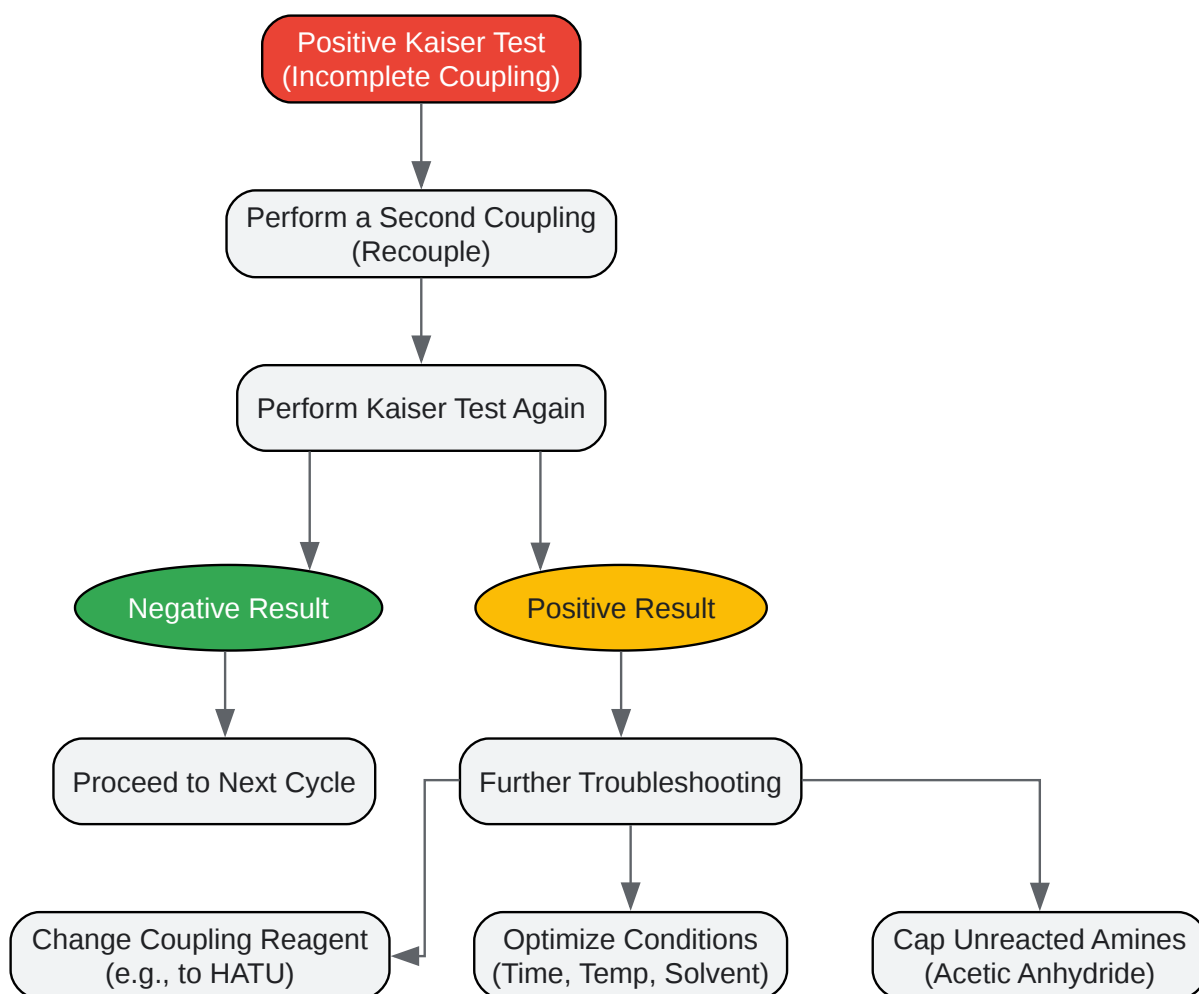 Positive Kaiser Test
(Incomplete Coupling)
Perform a Second Coupling
(Recouple)
Perform Kaiser Test Again
Negative Result
Positive Result
Proceed to Next Cycle
Further Troubleshooting
Change Coupling Reagent
(e.g., to HATU)
Optimize Conditions
(Time, Temp, Solvent)
Cap Unreacted Amines
(Acetic Anhydride)